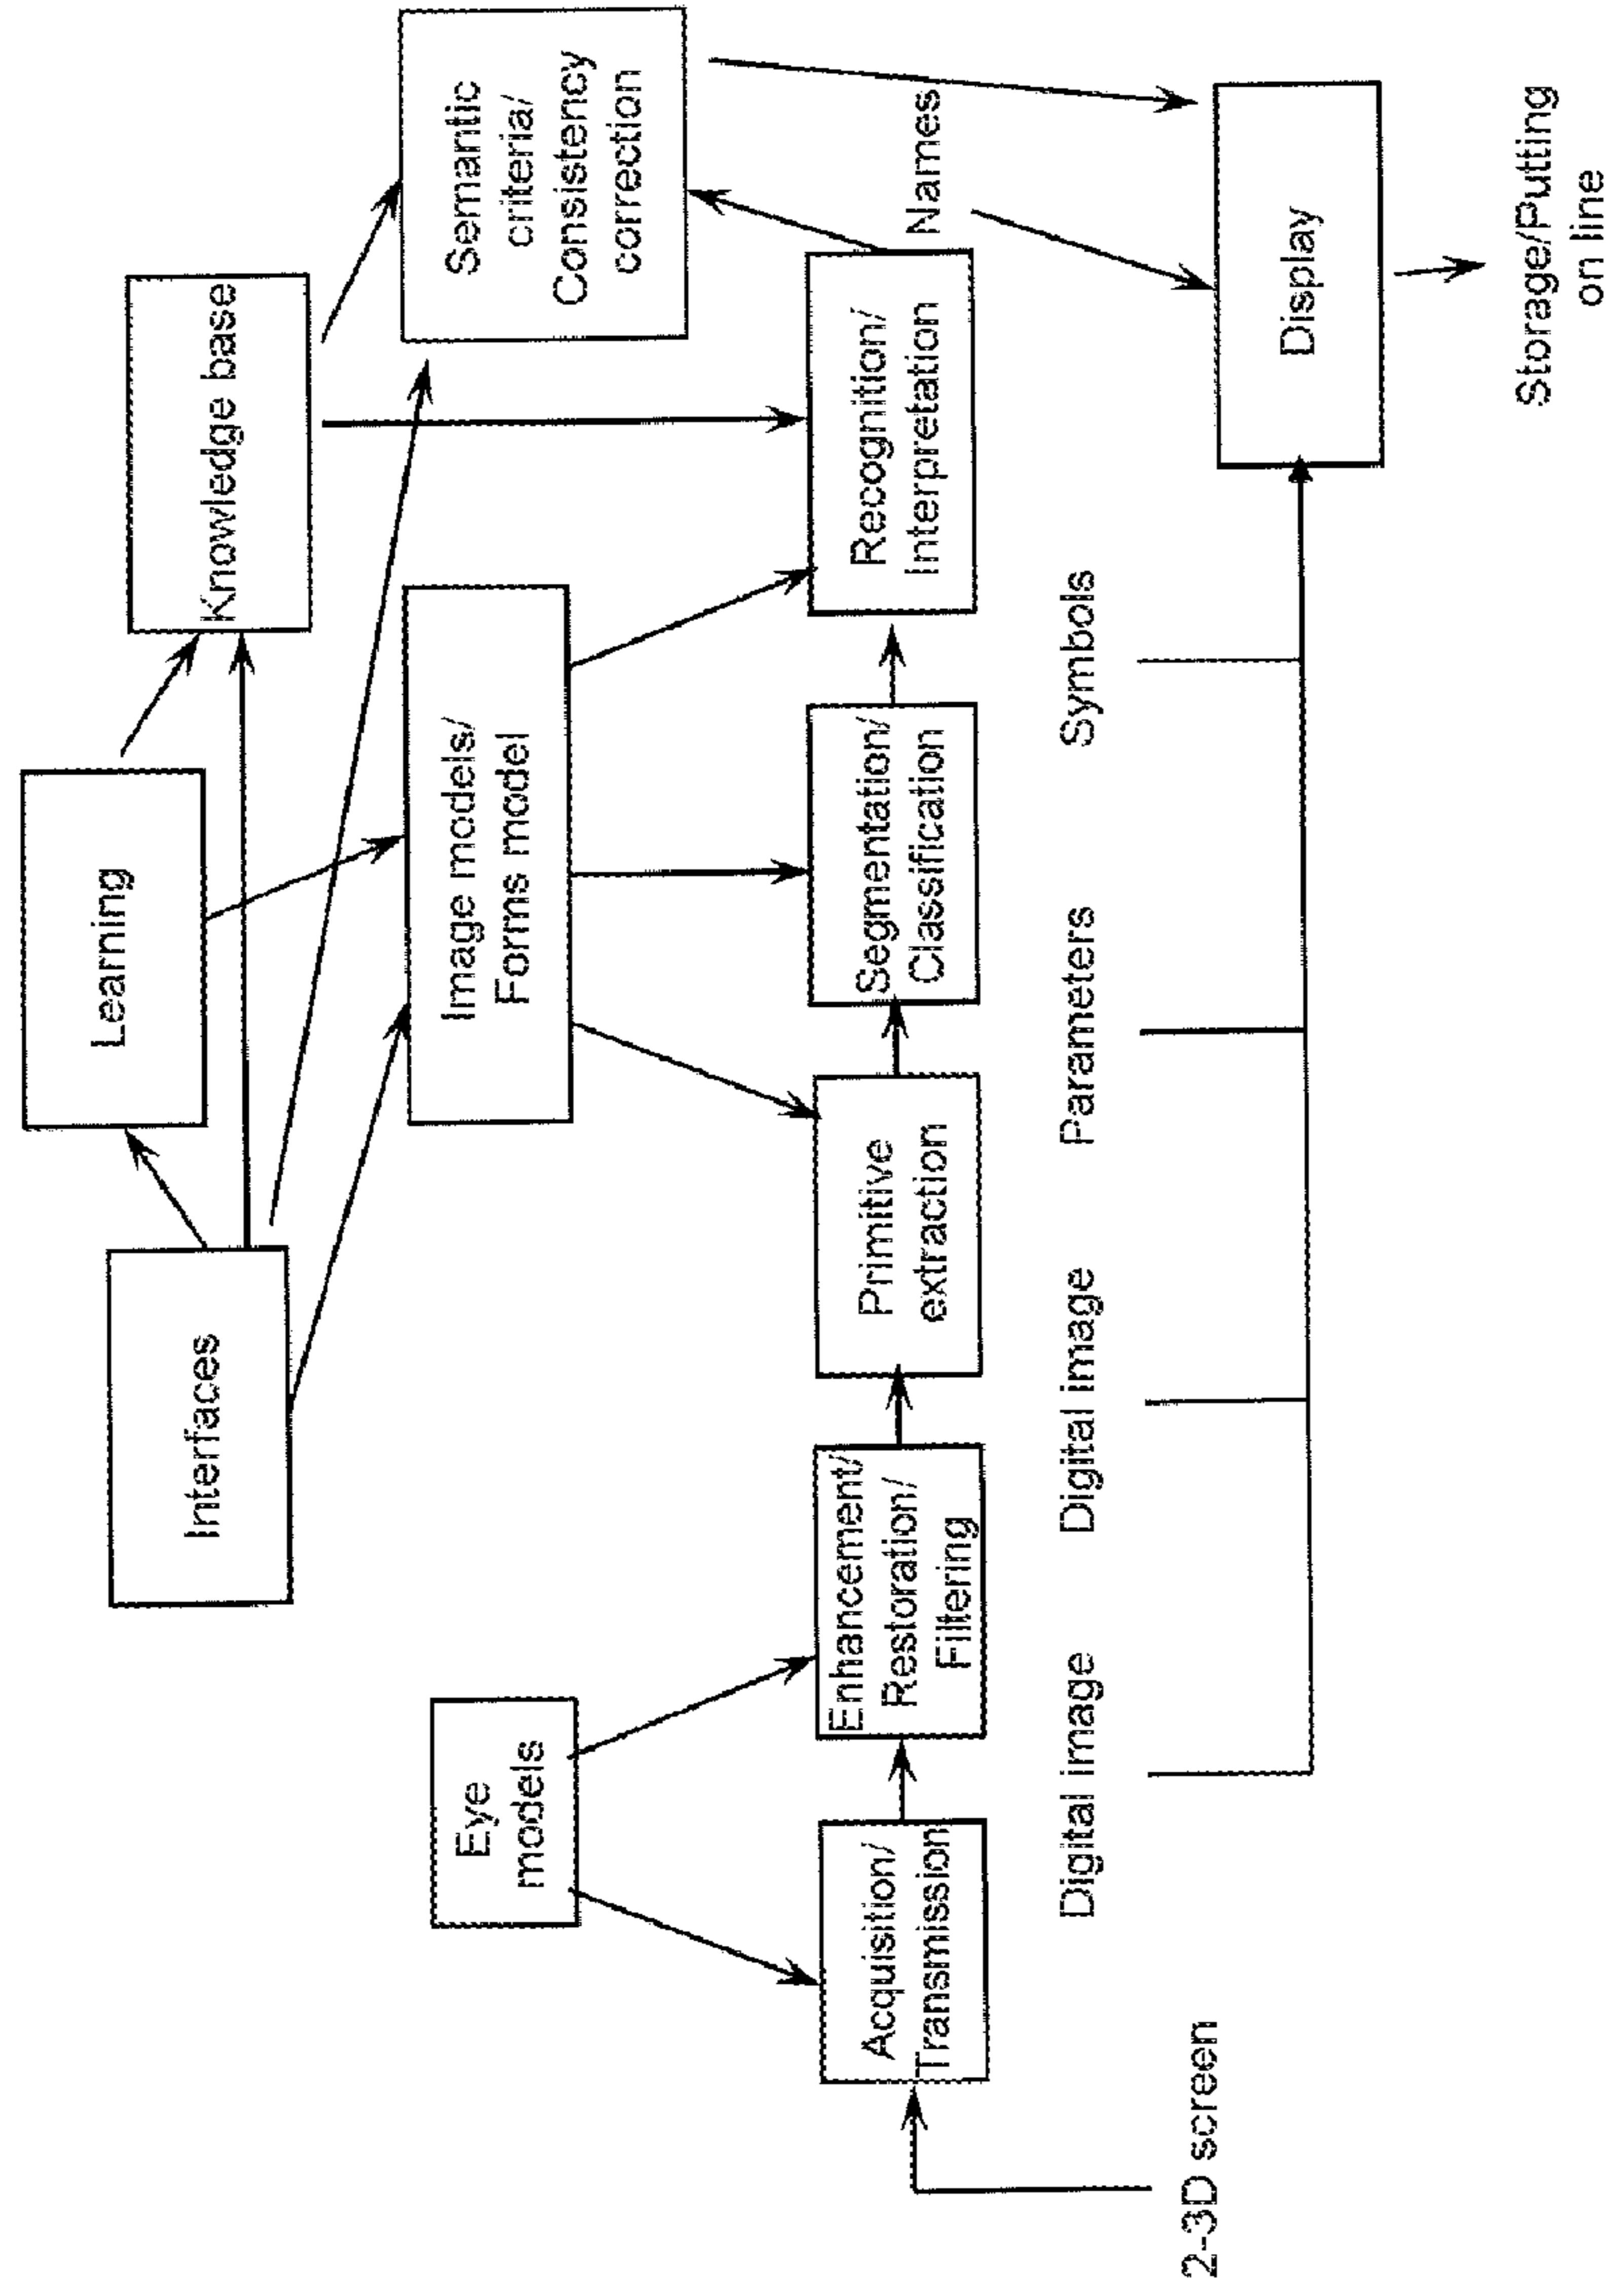 Learning
Interfaces
Knowledge base
Semantic
criteria/
Consistency
correction
Image models/
Forms model
Eye
models
Acquisition/
Transmission
Enhancement/
Restoration/
Filtering
Primitive
extraction
Segmentation/
Classification
Recognition/
Interpretation
Names
Digital image
Digital image
Parameters
Symbols
2-3D screen
Display
Storage/Putting
on line